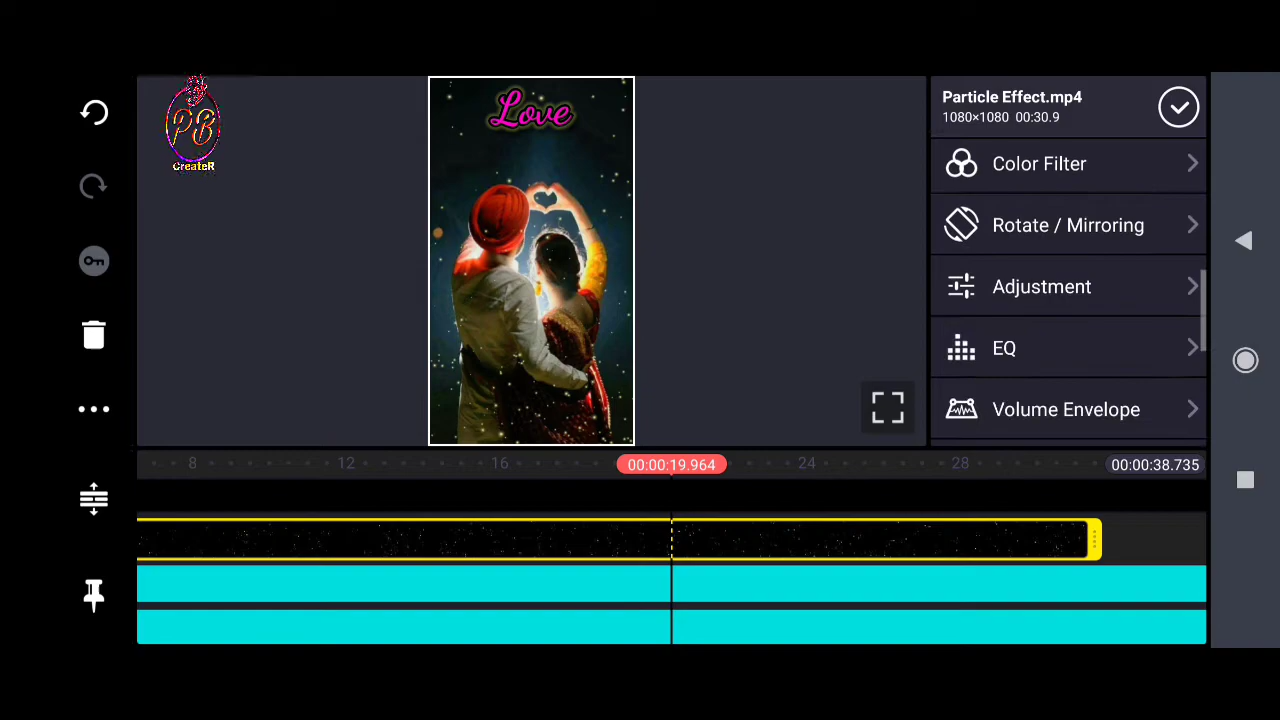 PB
CreateR
Love
Particle Effect.mp4
1080×1080 00:30.9
Color Filter
Rotate / Mirroring
Adjustment
EQ
Volume Envelope
8 12 16 00:00:19.964 24 28 00:00:38.735